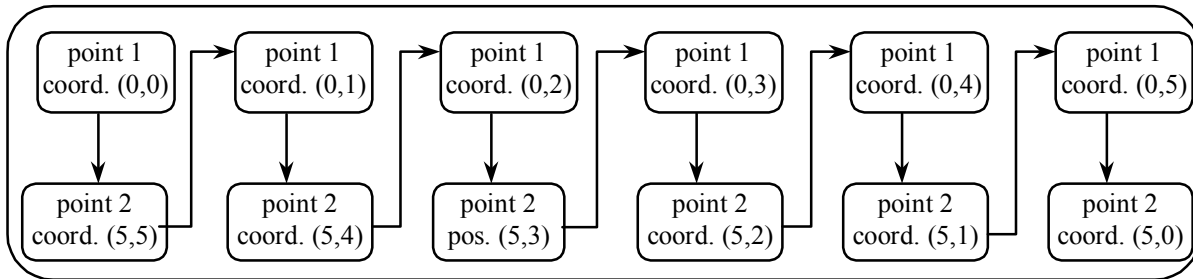 point 1
coord. (0,0)
point 1
coord. (0,1)
point 1
coord. (0,2)
point 1
coord. (0,3)
point 1
coord. (0,4)
point 1
coord. (0,5)
point 2
coord. (5,5)
point 2
coord. (5,4)
point 2
pos. (5,3)
point 2
coord. (5,2)
point 2
coord. (5,1)
point 2
coord. (5,0)